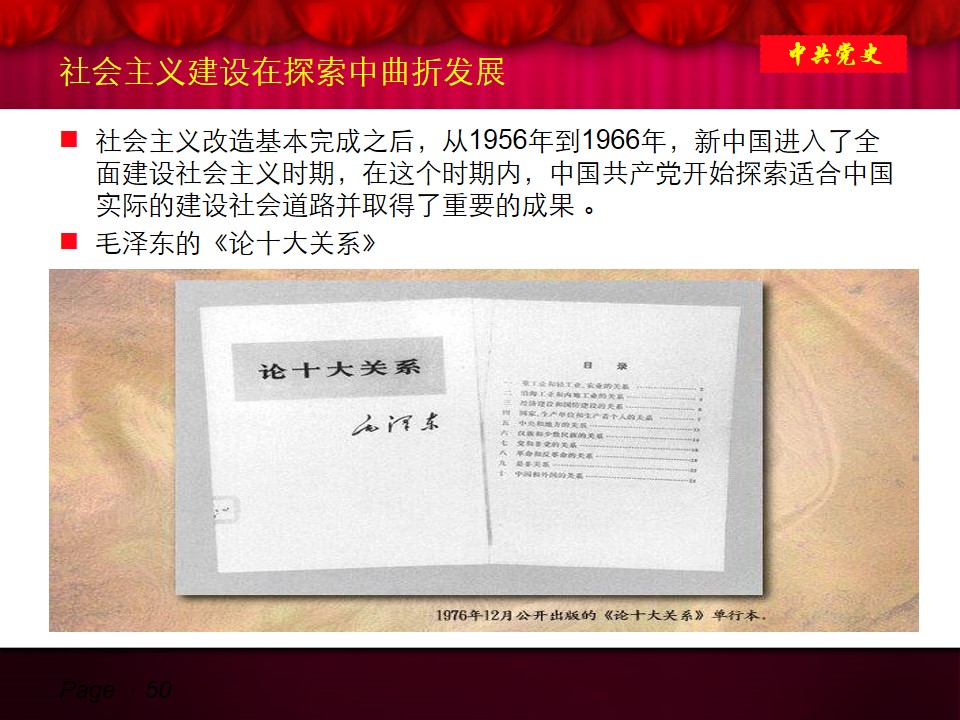 社会主义建设在探索中曲折发展
中共党史
社会主义改造基本完成之后，从1956年到1966年，新中国进入了全
面建设社会主义时期，在这个时期内，中国共产党开始探索适合中国
实际的建设社会道路并取得了重要的成果 。
毛泽东的《论十大关系》
论十大关系
毛泽东
目 录
一 重工业和轻工业、农业的关系
二 沿海工业和内地工业的关系
三 经济建设和国防建设的关系
四 国家、生产单位和生产者个人的关系
五 中央和地方的关系
六 汉族和少数民族的关系
七 党和非党的关系
八 革命和反革命的关系
九 是非关系
十 中国和外国的关系
1976年12月公开出版的《论十大关系》单行本。
Page 50